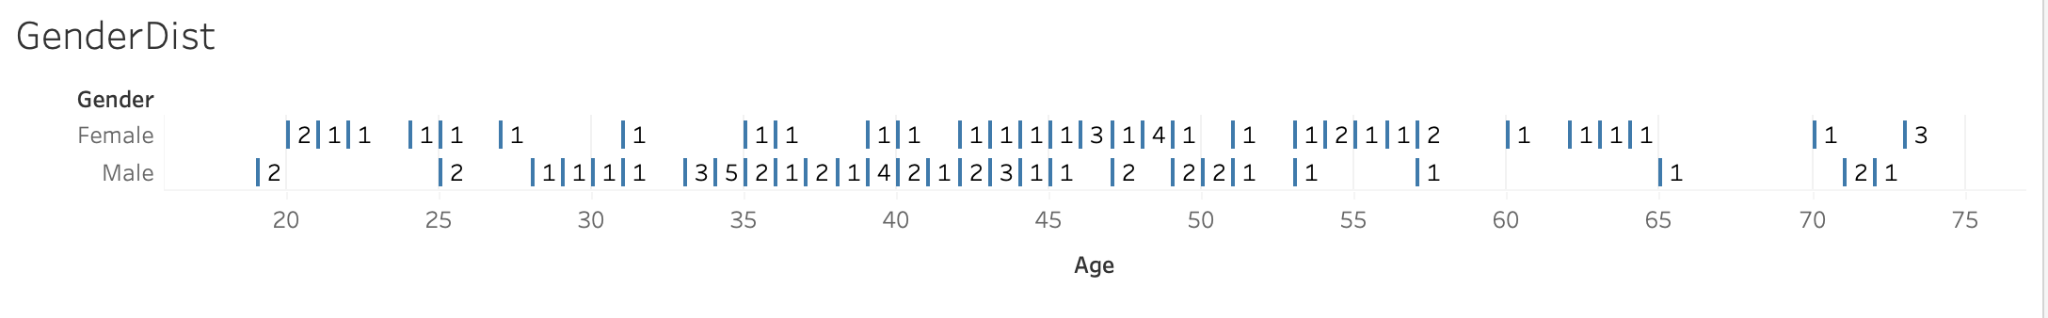 GenderDist
Gender
Female 2 1 1 1 1 1 1 1 1 1 1 1 1 1 1 3 1 4 1 1 1 2 1 1 2 1 1 1 1 1 3
Male 2 2 1 1 1 1 3 5 2 1 2 1 4 2 1 2 3 1 1 2 2 2 1 1 1 1 2 1
20 25 30 35 40 45 50 55 60 65 70 75
Age